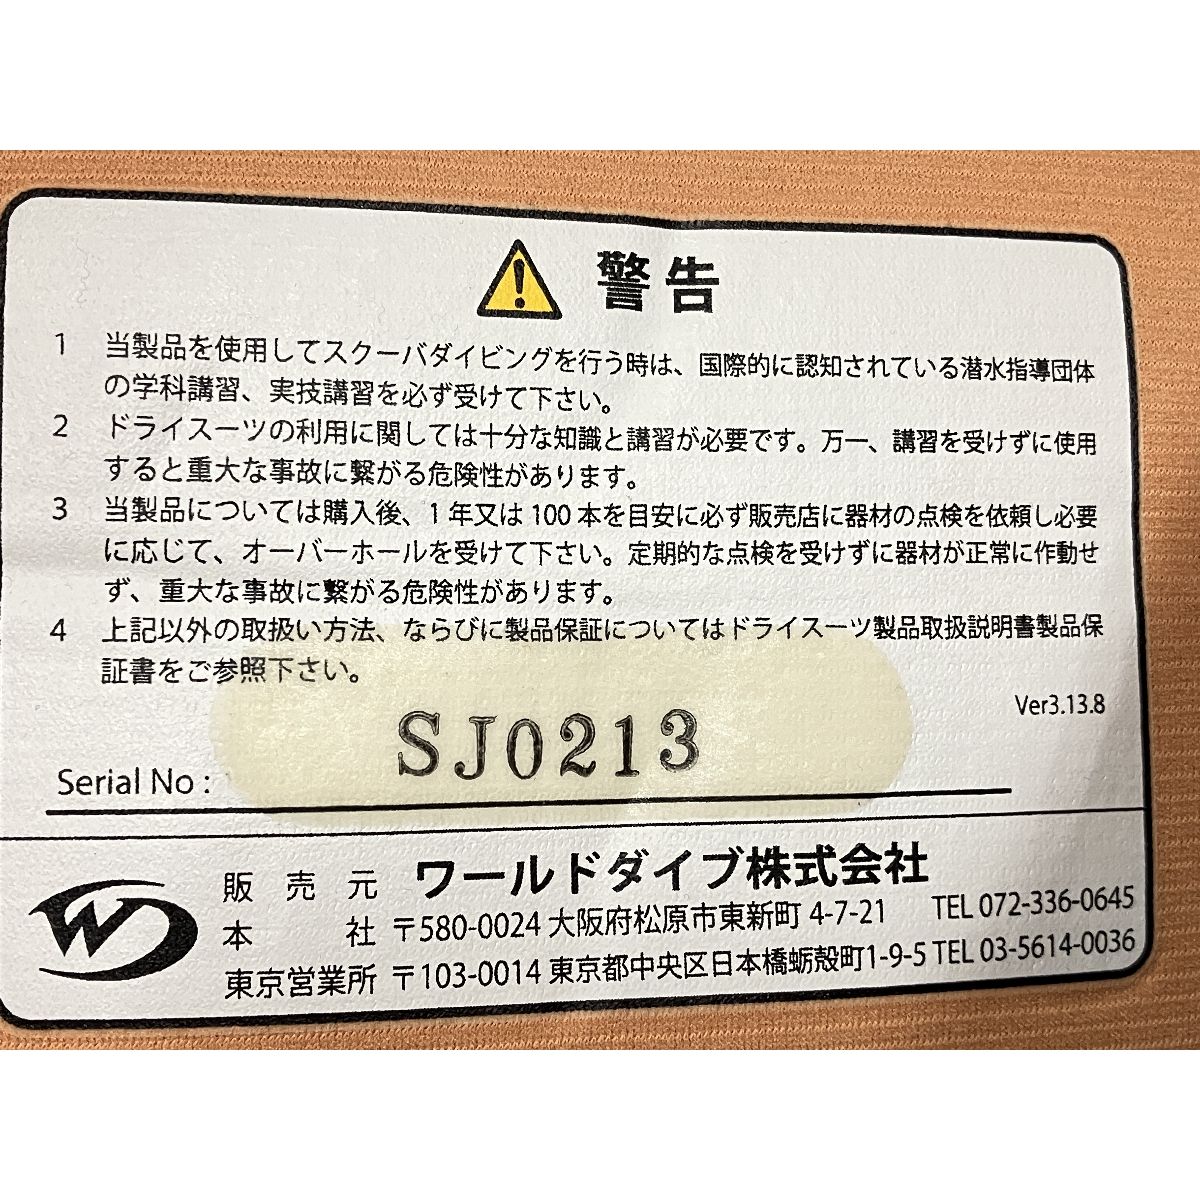 警告
1 当製品を使用してスクーバダイビングを行う時は、国際的に認知されている潜水指導団体
の学科講習、実技講習を必ず受けて下さい。
2 ドライスーツの利用に関しては十分な知識と講習が必要です。万一、講習を受けずに使用
すると重大な事故に繋がる危険性があります。
3 当製品については購入後、1年又は100本を目安に必ず販売店に器材の点検を依頼し必要
に応じて、オーバーホールを受けて下さい。定期的な点検を受けずに器材が正常に作動せ
ず、重大な事故に繋がる危険性があります。
4 上記以外の取扱い方法、ならびに製品保証についてはドライスーツ製品取扱説明書製品保
証書をご参照下さい。
Ver3.13.8
Serial No : SJ0213
販売元 ワールドダイブ株式会社
本社 〒580-0024 大阪府松原市東新町 4-7-21 TEL 072-336-0645
東京営業所 〒103-0014 東京都中央区日本橋蛎殻町1-9-5 TEL 03-5614-0036